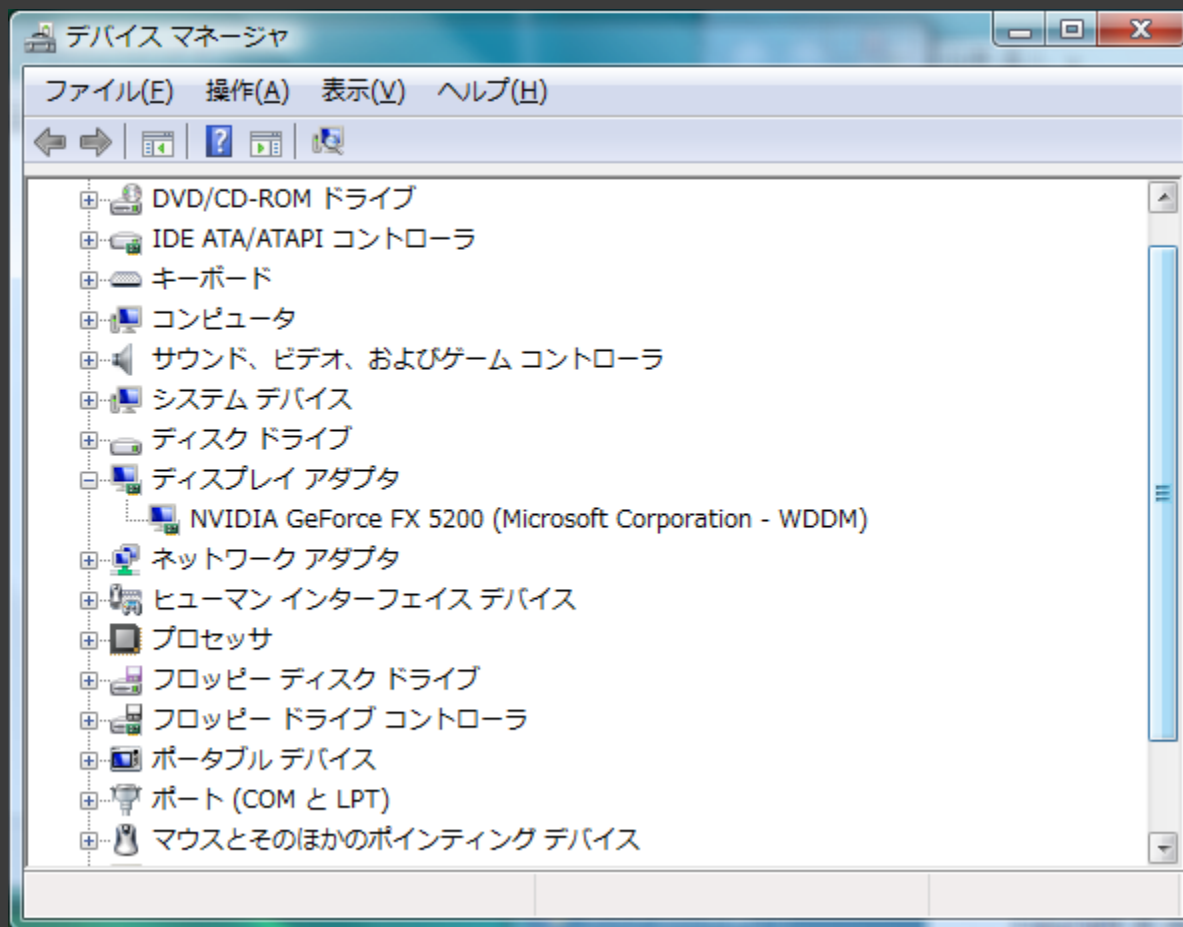 デバイス マネージャ
ファイル(F) 操作(A) 表示(V) ヘルプ(H)
DVD/CD-ROM ドライブ
IDE ATA/ATAPI コントローラ
キーボード
コンピュータ
サウンド、ビデオ、およびゲーム コントローラ
システム デバイス
ディスク ドライブ
ディスプレイ アダプタ
NVIDIA GeForce FX 5200 (Microsoft Corporation - WDDM)
ネットワーク アダプタ
ヒューマン インターフェイス デバイス
プロセッサ
フロッピー ディスク ドライブ
フロッピー ドライブ コントローラ
ポータブル デバイス
ポート (COM と LPT)
マウスとそのほかのポインティング デバイス